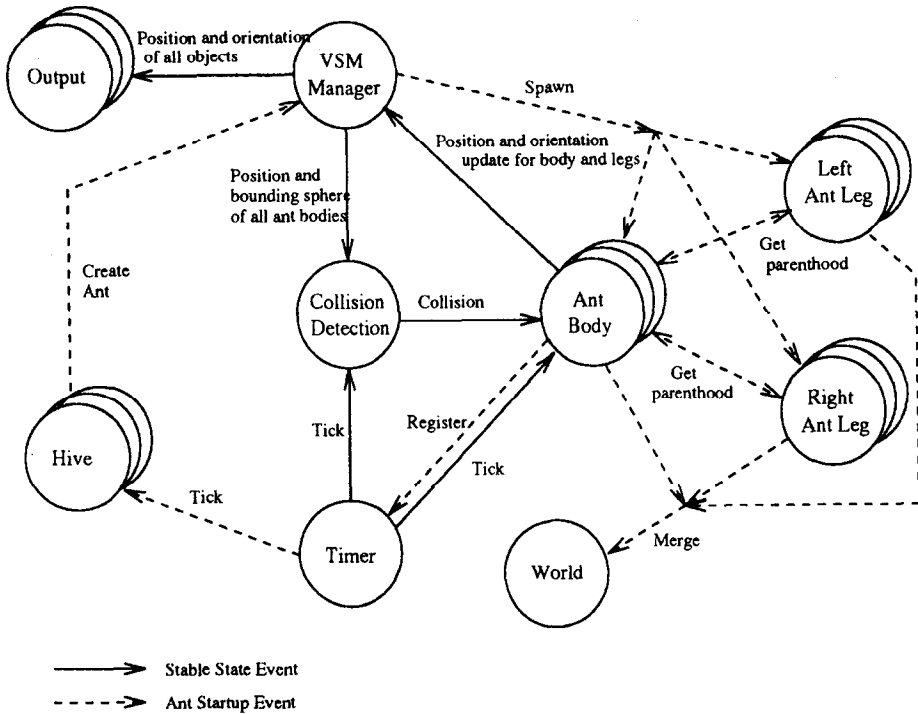 Position and orientation
of all objects
Output
VSM
Manager
Spawn
Position and orientation
update for body and legs
Left
Ant Leg
Position and
bounding sphere
of all ant bodies
Get
parenthood
Create
Ant
Collision
Detection
Collision
Ant
Body
Get
parenthood
Right
Ant Leg
Hive
Tick
Tick
Register
Tick
Timer
World
Merge
Stable State Event
Ant Startup Event